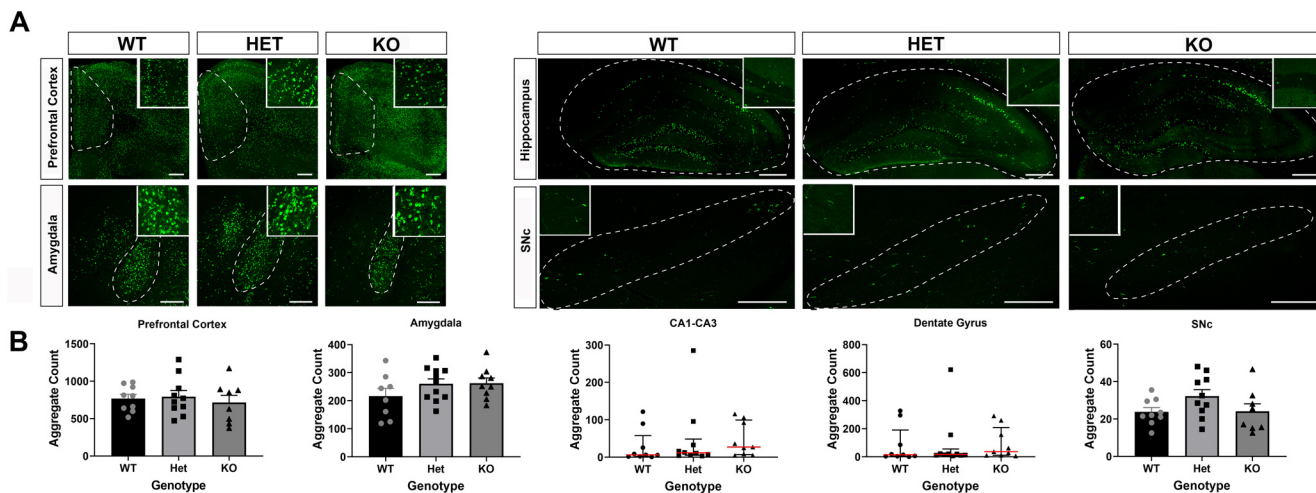 A
WT HET KO WT HET KO
Prefrontal Cortex
Hippocampus
Amygdala
SNc
B
Prefrontal Cortex
Aggregate Count
1500
1000
500
0
WT Het KO
Genotype
Amygdala
Aggregate Count
400
300
200
100
0
WT Het KO
Genotype
CA1-CA3
Aggregate Count
300
200
100
0
WT Het KO
Genotype
Dentate Gyrus
Aggregate Count
800
600
400
200
0
WT Het KO
Genotype
SNc
Aggregate Count
60
40
20
0
WT Het KO
Genotype